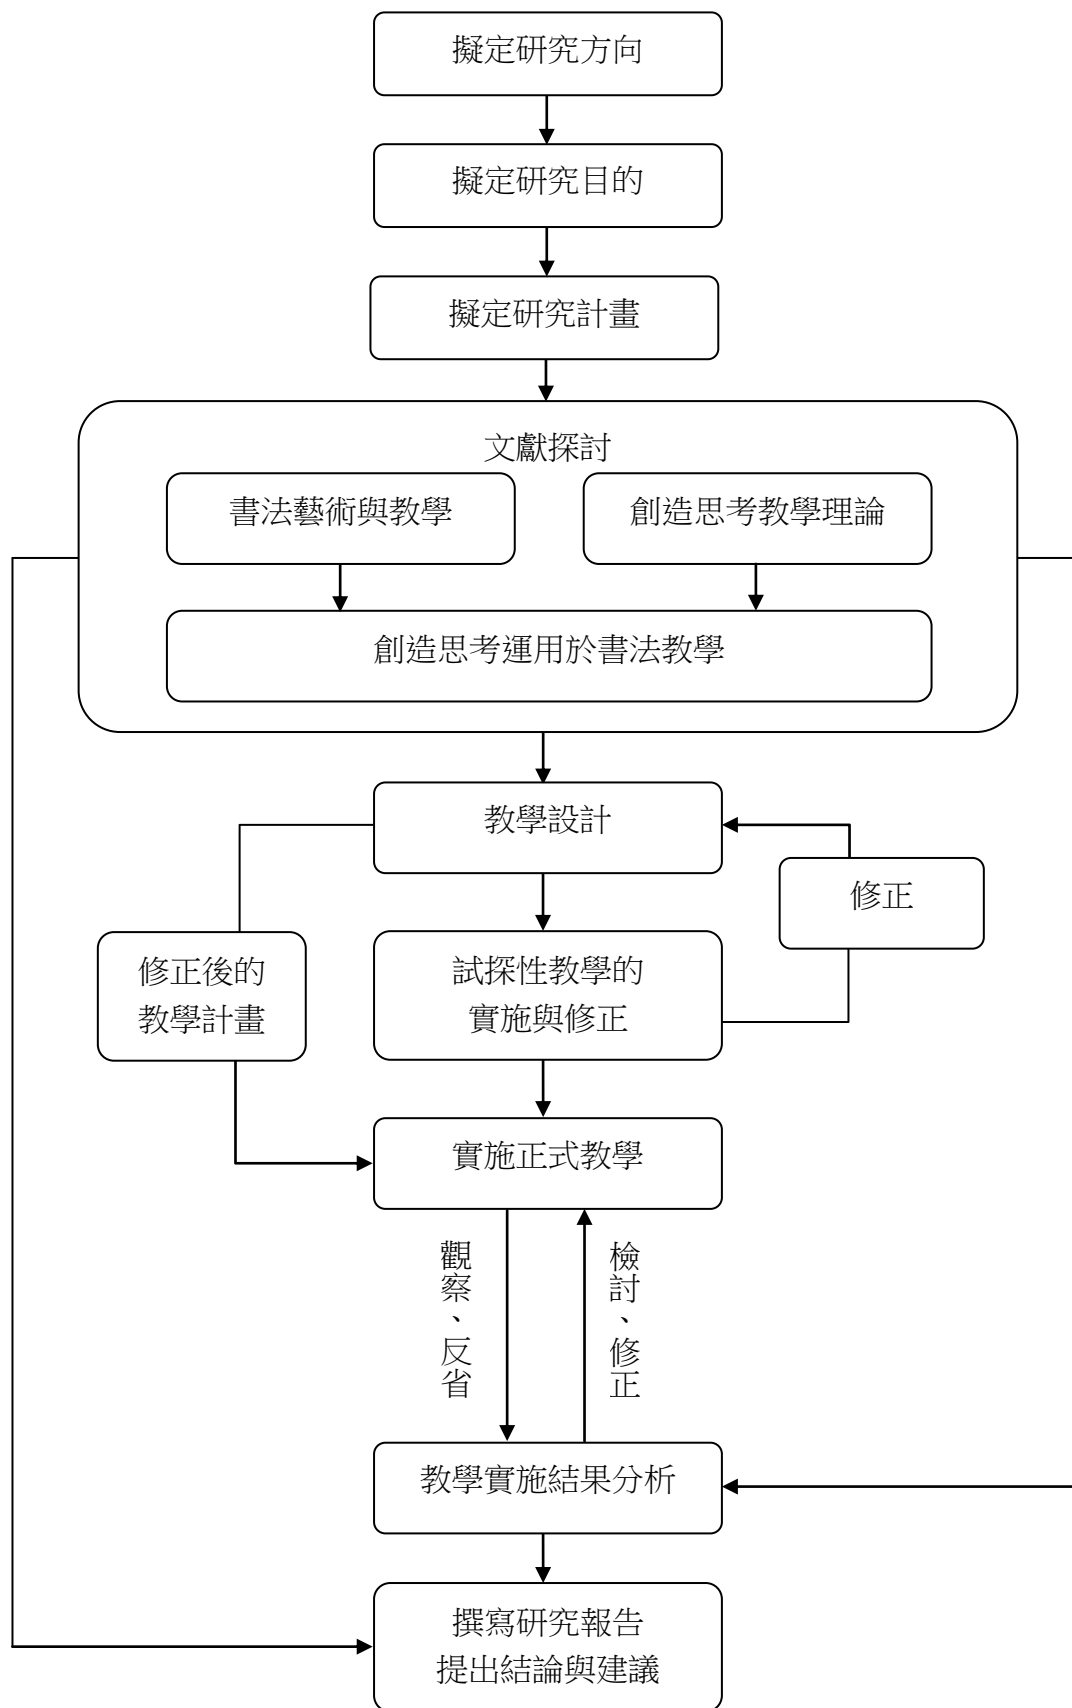 擬定研究方向
擬定研究目的
擬定研究計畫
文獻探討
書法藝術與教學
創造思考教學理論
創造思考運用於書法教學
教學設計
修正
修正後的
教學計畫
試探性教學的
實施與修正
實施正式教學
觀察、反省
檢討、修正
教學實施結果分析
撰寫研究報告
提出結論與建議